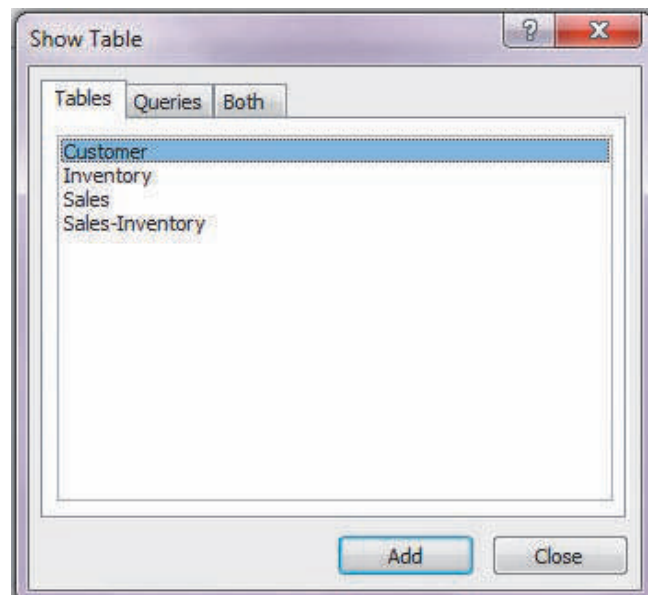 Show Table
?
X
Tables Queries Both
Customer
Inventory
Sales
Sales-Inventory
Add Close